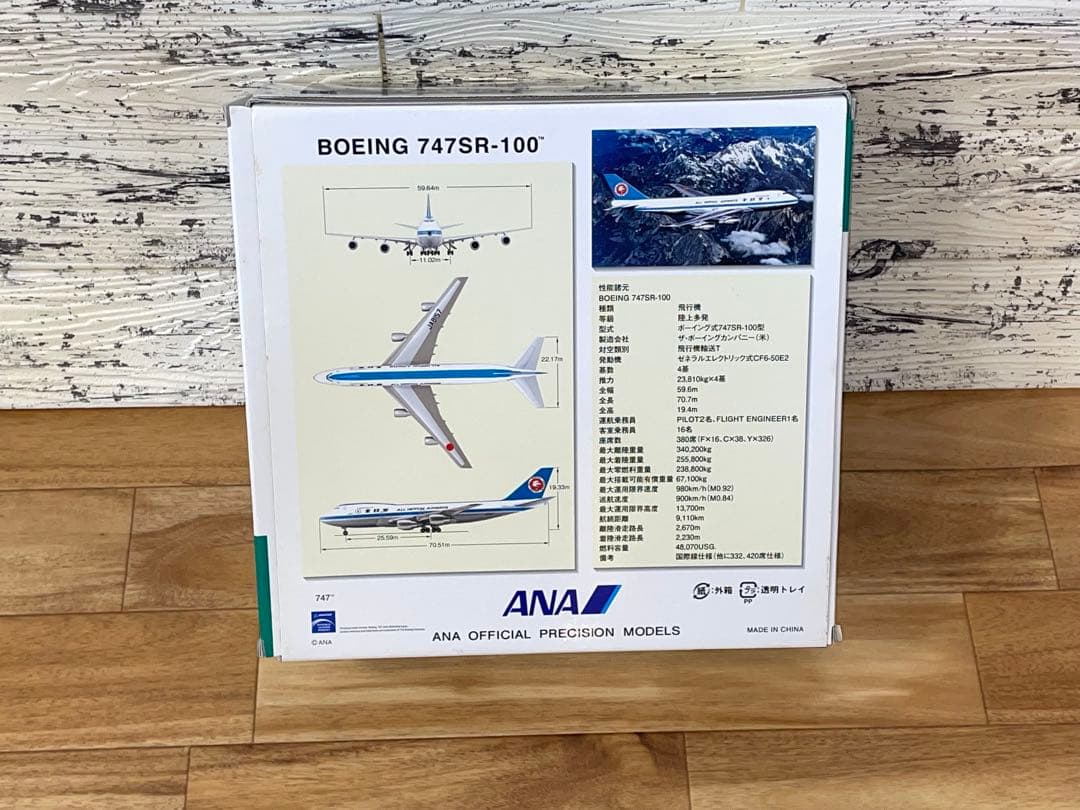 BOEING 747SR-100™
59.64m
11.02m
22.17m
19.33m
25.59m
70.51m
ALL NIPPON AIRWAYS
性能諸元
BOEING 747SR-100
種類 飛行機
等級 陸上多発
型式 ボーイング式747SR-100型
製造会社 ザ・ボーイングカンパニー(米)
対空類別 飛行機輸送T
発動機 ゼネラルエレクトリック式CF6-50E2
基数 4基
推力 23,810kg×4基
全幅 59.6m
全長 70.7m
全高 19.4m
運航乗務員 PILOT2名、FLIGHT ENGINEER1名
客室乗務員 16名
座席数 380席(F×16、C×38、Y×326)
最大離陸重量 340,200kg
最大着陸重量 255,800kg
最大零燃料重量 238,800kg
最大搭載可能有償重量 67,100kg
最大運用限界速度 980km/h(M0.92)
巡航速度 900km/h(M0.84)
最大運用限界高度 13,700m
航続距離 9,110km
離陸滑走路長 2,670m
着陸滑走路長 2,230m
燃料容量 48,070USG.
備考 国際線仕様(他に332、420席仕様)
747™
© ANA
ANA
ANA OFFICIAL PRECISION MODELS
紙:外箱 プラ:透明トレイ
PP
MADE IN CHINA